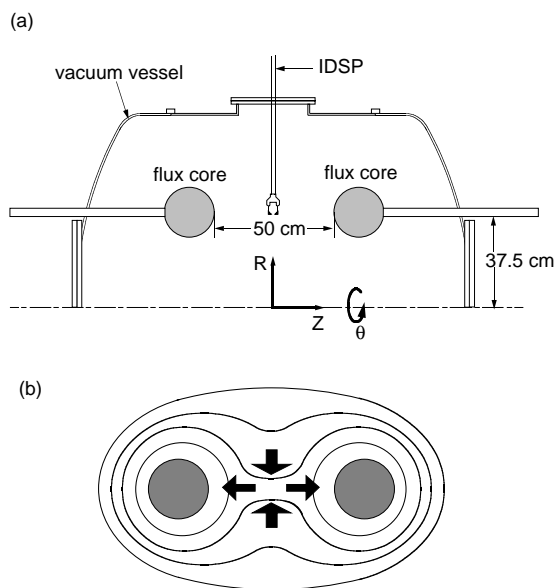 (a)
IDSP
vacuum vessel
flux core
flux core
50 cm
37.5 cm
R
Z
θ
(b)